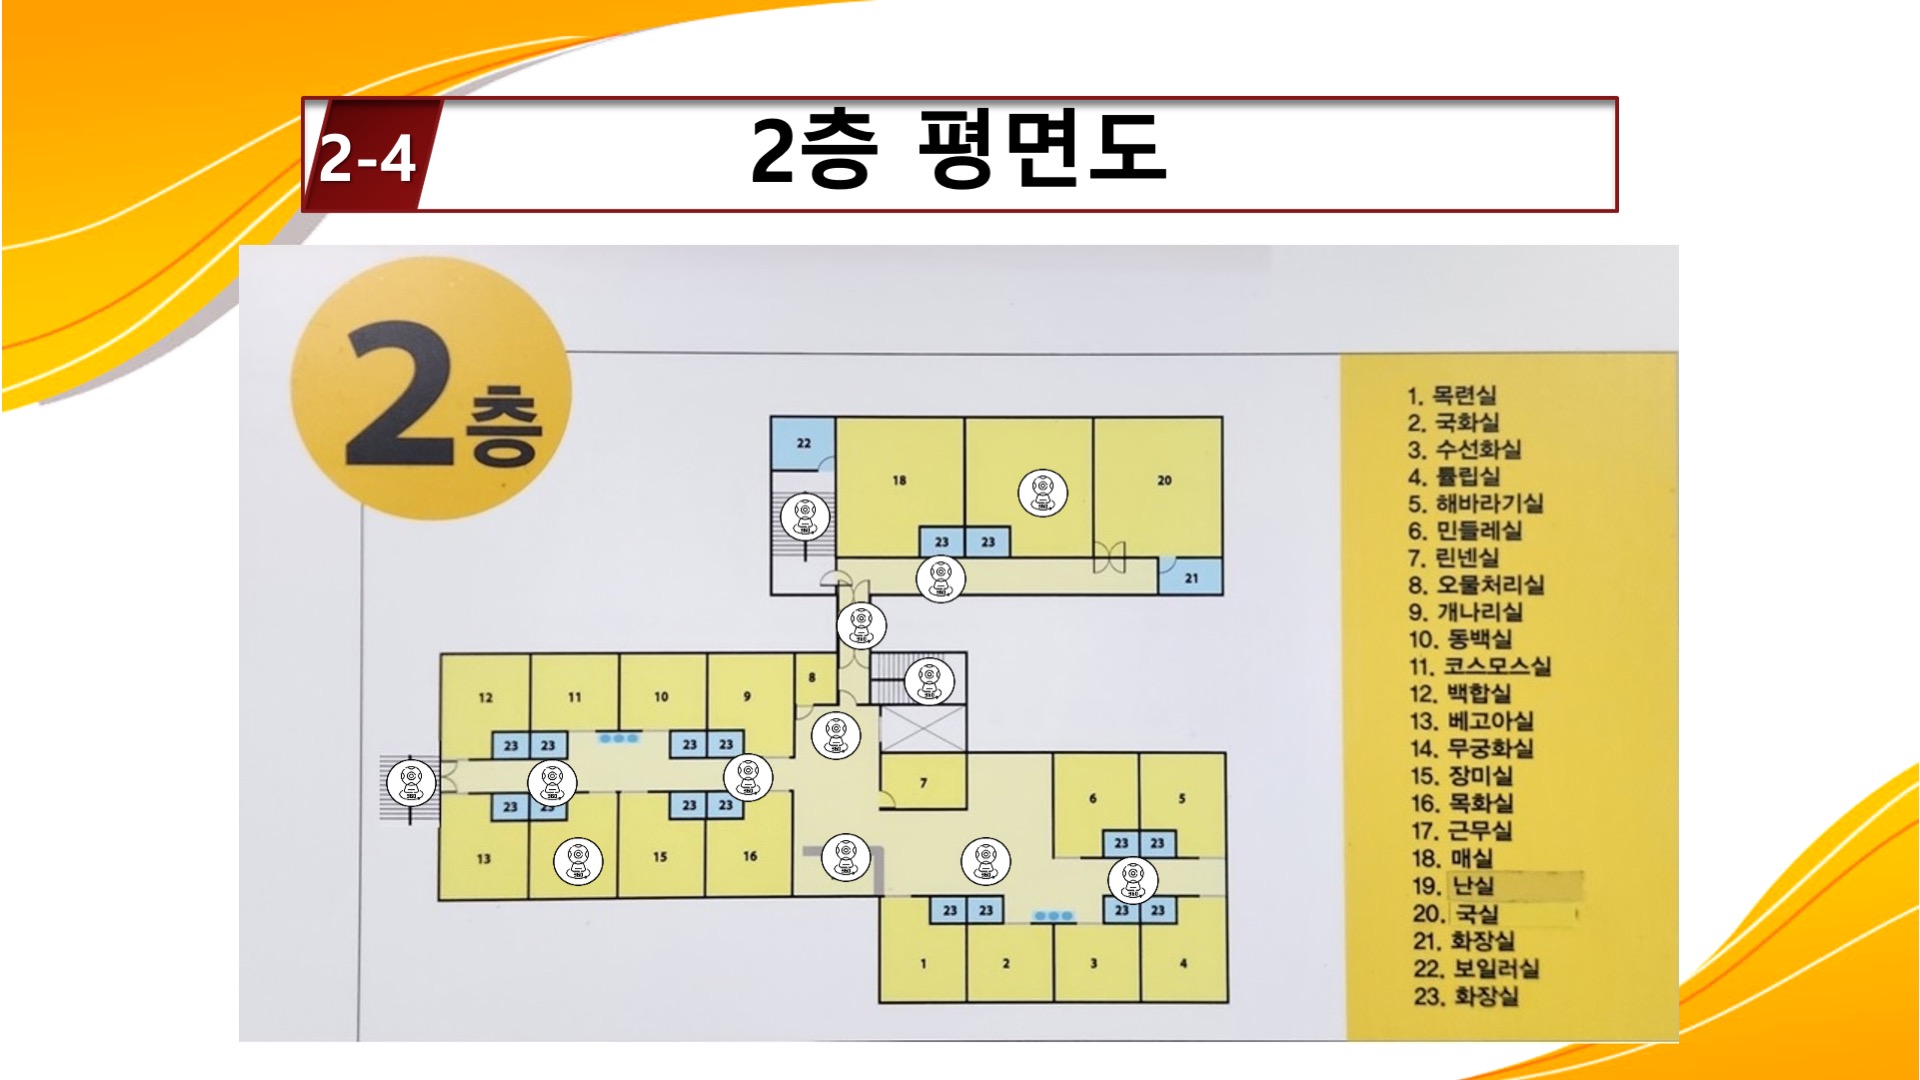 2-4
2층 평면도
2층
22
18
20
23 23
21
12 11 10 9 8
23 23 23 23
7
6 5
23 23 23 23
13 15 16
23 23
23 23 23 23
1 2 3 4
1. 목련실
2. 국화실
3. 수선화실
4. 튤립실
5. 해바라기실
6. 민들레실
7. 린넨실
8. 오물처리실
9. 개나리실
10. 동백실
11. 코스모스실
12. 백합실
13. 베고아실
14. 무궁화실
15. 장미실
16. 목화실
17. 근무실
18. 매실
19. 난실
20. 국실
21. 화장실
22. 보일러실
23. 화장실